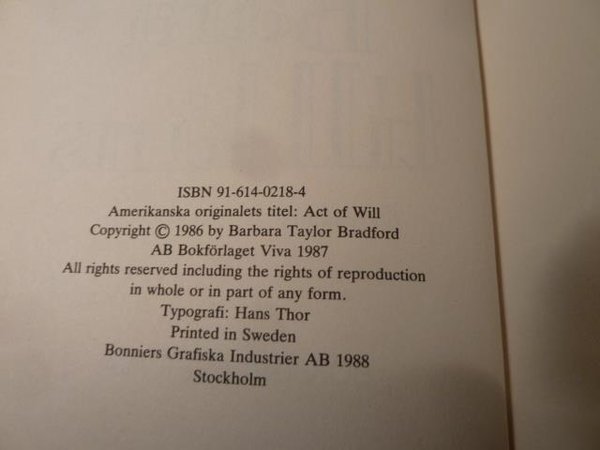 ISBN 91-614-0218-4
Amerikanska originalets titel: Act of Will
Copyright © 1986 by Barbara Taylor Bradford
AB Bokförlaget Viva 1987
All rights reserved including the rights of reproduction
in whole or in part of any form.
Typografi: Hans Thor
Printed in Sweden
Bonniers Grafiska Industrier AB 1988
Stockholm